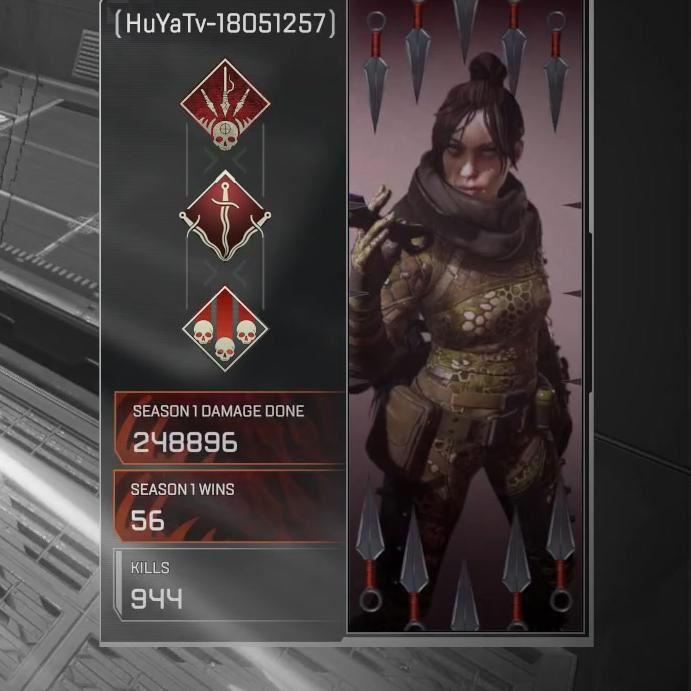 [HuYaTv-18051257]
SEASON 1 DAMAGE DONE
248896
SEASON 1 WINS
56
KILLS
944